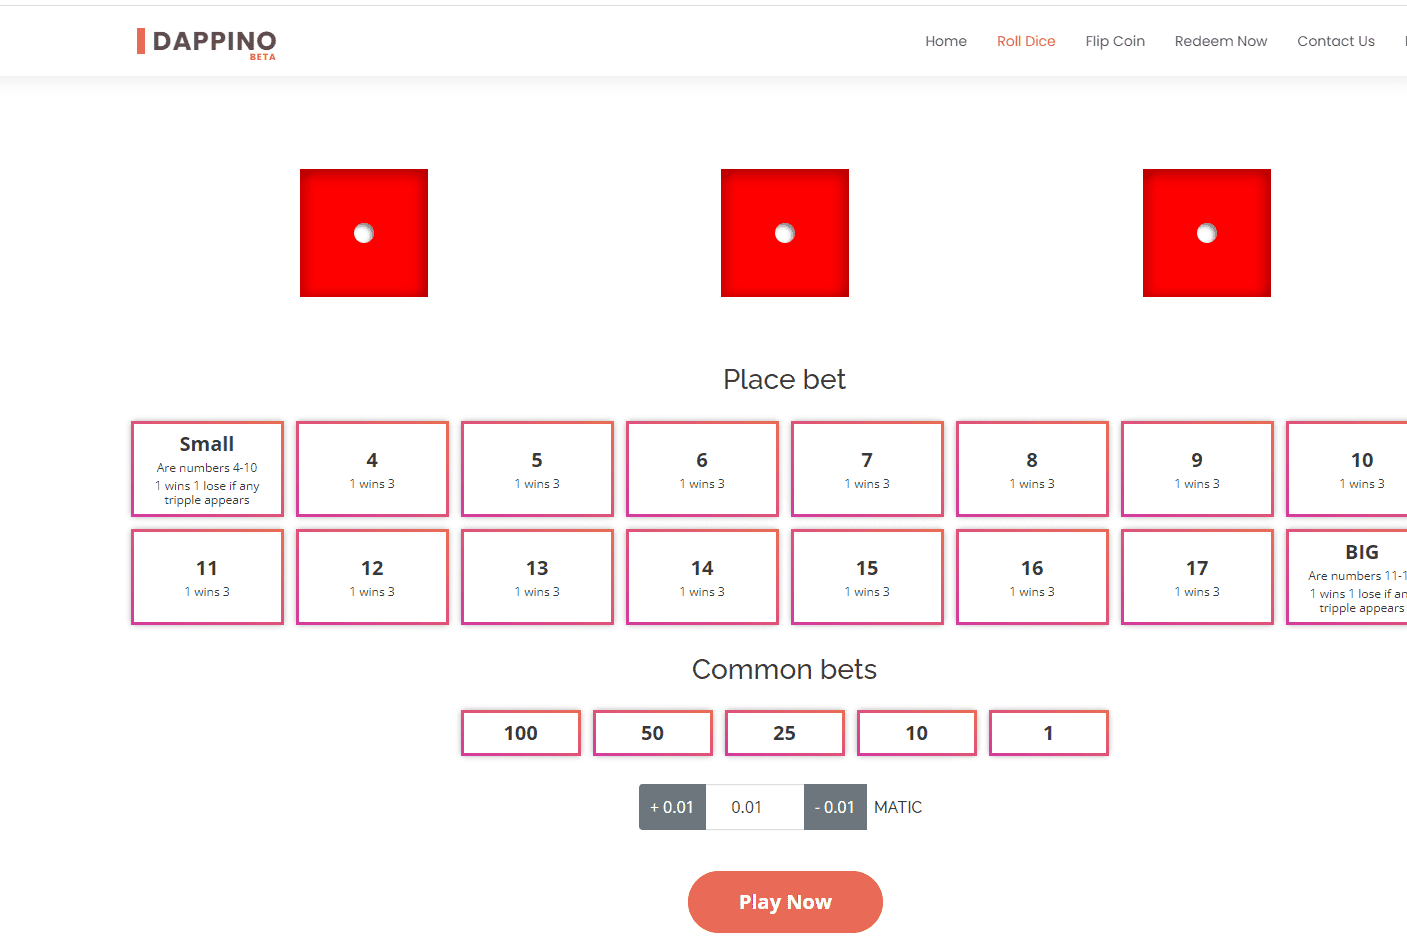 DAPPINO
BETA
Home Roll Dice Flip Coin Redeem Now Contact Us
Place bet
Small
Are numbers 4-10
1 wins 1 lose if any
tripple appears
4
1 wins 3
5
1 wins 3
6
1 wins 3
7
1 wins 3
8
1 wins 3
9
1 wins 3
10
1 wins 3
11
1 wins 3
12
1 wins 3
13
1 wins 3
14
1 wins 3
15
1 wins 3
16
1 wins 3
17
1 wins 3
BIG
Are numbers
1 wins 1 lose if
tripple appears
Common bets
100 50 25 10 1
+ 0.01 0.01 - 0.01 MATIC
Play Now